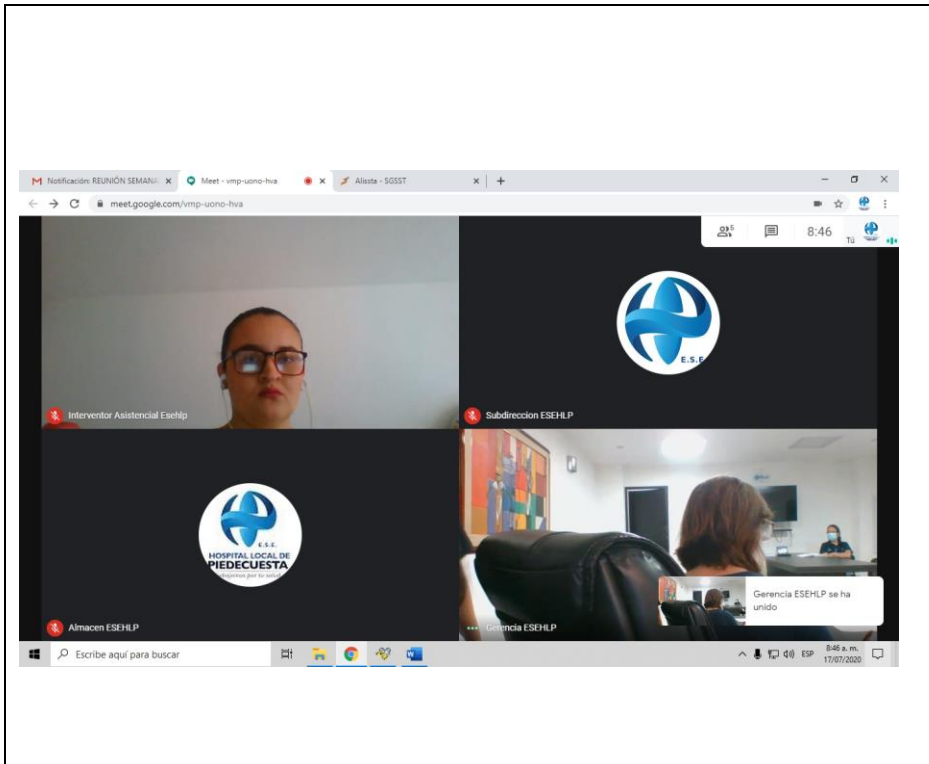 Notificación: REUNIÓN SEMANA
Meet - vmp-uono-hva
Alissta - SGSST
meet.google.com/vmp-uono-hva
5
8:46
Tú
E.S.E
Interventor Asistencial Esehlp
Subdireccion ESEHLP
E.S.E.
HOSPITAL LOCAL DE
PIEDECUESTA
Almacen ESEHLP
Gerencia ESEHLP
Gerencia ESEHLP se ha
unido
Escribe aquí para buscar
ESP
8:46 a. m.
17/07/2020